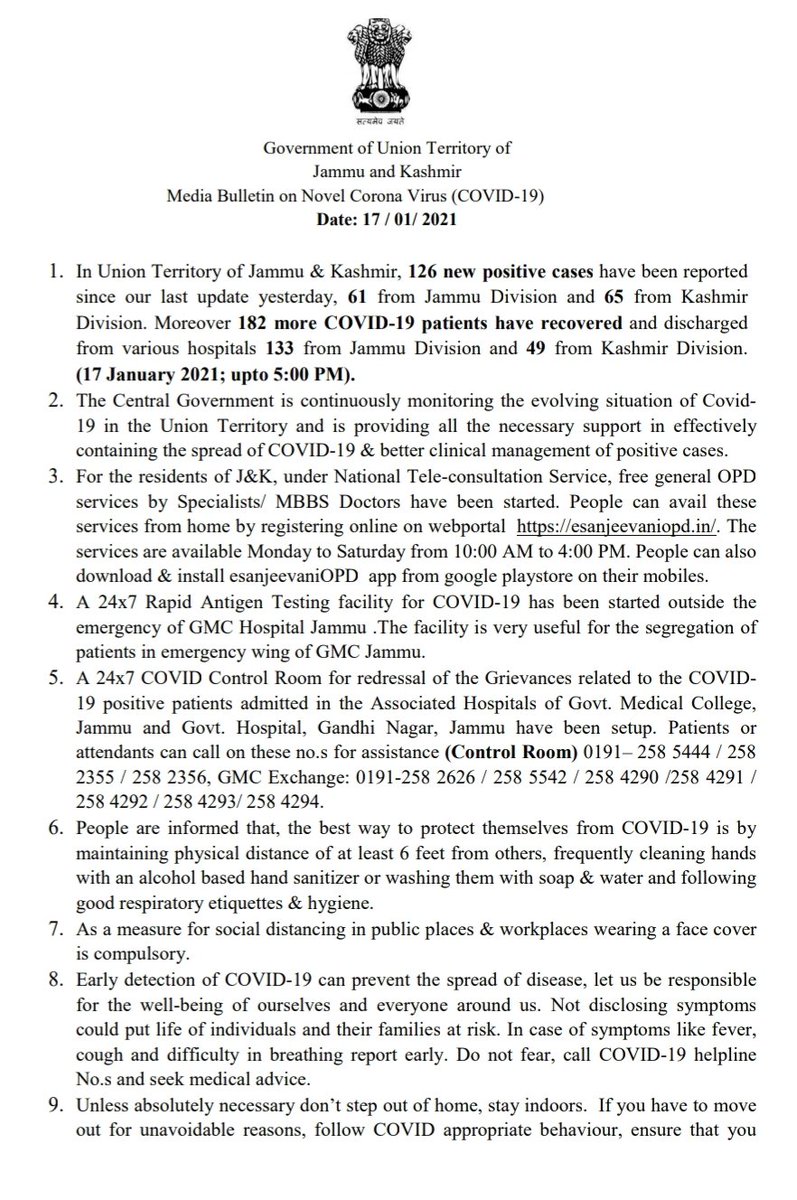 सत्यमेव जयते
Government of Union Territory of
Jammu and Kashmir
Media Bulletin on Novel Corona Virus (COVID-19)
Date: 17 / 01/ 2021
1. In Union Territory of Jammu & Kashmir, 126 new positive cases have been reported
since our last update yesterday, 61 from Jammu Division and 65 from Kashmir
Division. Moreover 182 more COVID-19 patients have recovered and discharged
from various hospitals 133 from Jammu Division and 49 from Kashmir Division.
(17 January 2021; upto 5:00 PM).
2. The Central Government is continuously monitoring the evolving situation of Covid-
19 in the Union Territory and is providing all the necessary support in effectively
containing the spread of COVID-19 & better clinical management of positive cases.
3. For the residents of J&K, under National Tele-consultation Service, free general OPD
services by Specialists/ MBBS Doctors have been started. People can avail these
services from home by registering online on webportal https://esanjeevaniopd.in/. The
services are available Monday to Saturday from 10:00 AM to 4:00 PM. People can also
download & install esanjeevaniOPD app from google playstore on their mobiles.
4. A 24x7 Rapid Antigen Testing facility for COVID-19 has been started outside the
emergency of GMC Hospital Jammu .The facility is very useful for the segregation of
patients in emergency wing of GMC Jammu.
5. A 24x7 COVID Control Room for redressal of the Grievances related to the COVID-
19 positive patients admitted in the Associated Hospitals of Govt. Medical College,
Jammu and Govt. Hospital, Gandhi Nagar, Jammu have been setup. Patients or
attendants can call on these no.s for assistance (Control Room) 0191– 258 5444 / 258
2355 / 258 2356, GMC Exchange: 0191-258 2626 / 258 5542 / 258 4290 /258 4291 /
258 4292 / 258 4293/ 258 4294.
6. People are informed that, the best way to protect themselves from COVID-19 is by
maintaining physical distance of at least 6 feet from others, frequently cleaning hands
with an alcohol based hand sanitizer or washing them with soap & water and following
good respiratory etiquettes & hygiene.
7. As a measure for social distancing in public places & workplaces wearing a face cover
is compulsory.
8. Early detection of COVID-19 can prevent the spread of disease, let us be responsible
for the well-being of ourselves and everyone around us. Not disclosing symptoms
could put life of individuals and their families at risk. In case of symptoms like fever,
cough and difficulty in breathing report early. Do not fear, call COVID-19 helpline
No.s and seek medical advice.
9. Unless absolutely necessary don’t step out of home, stay indoors. If you have to move
out for unavoidable reasons, follow COVID appropriate behaviour, ensure that you